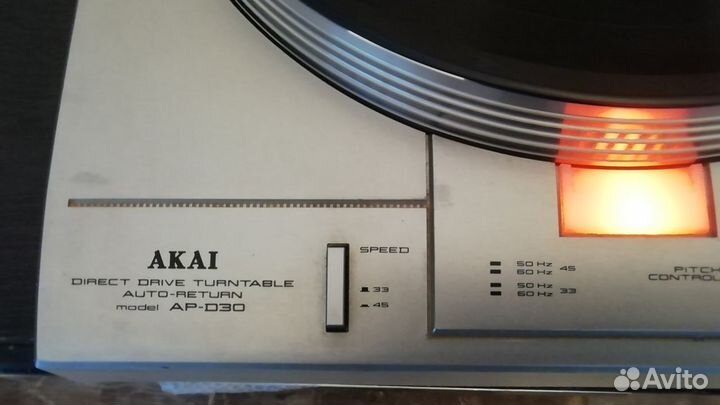 AKAI
DIRECT DRIVE TURNTABLE
AUTO-RETURN
model AP-D30
SPEED
33
45
50 Hz 45
60 Hz
50 Hz 33
60 Hz
PITCH
CONTROL
Avito